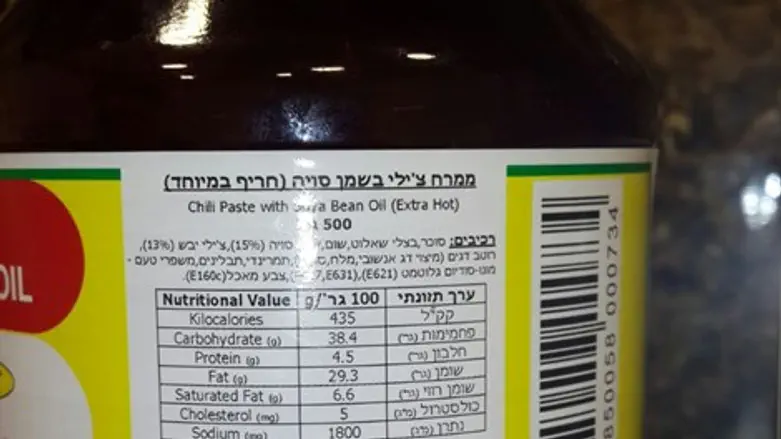 ממרח צ'ילי בשמן סויה (חריף במיוחד)
Chili Paste with Soya Bean Oil (Extra Hot)
500
רכיבים: סוכר,בצלי שאלוט,שום, סויה (15%),צ'ילי יבש (13%),
רוטב דגים (מיצוי דג אנשובי,מלח,סוכר),תמרינדי,תבלינים,משפרי טעם -
מונו-סודיום גלוטמט (E621),(E631),צבע מאכל(E160c).
Nutritional Value 100 גר'/g ערך תזונתי
Kilocalories 435 קק"ל
Carbohydrate (g) 38.4 פחמימות (גר')
Protein (g) 4.5 חלבון (גר')
Fat (g) 29.3 שומן (גר')
Saturated Fat (g) 6.6 שומן רווי (גר')
Cholesterol (mg) 5 כולסטרול (מ"ג)
Sodium (mg) 1800 נתרן (מ"ג)
OIL
850058 000734